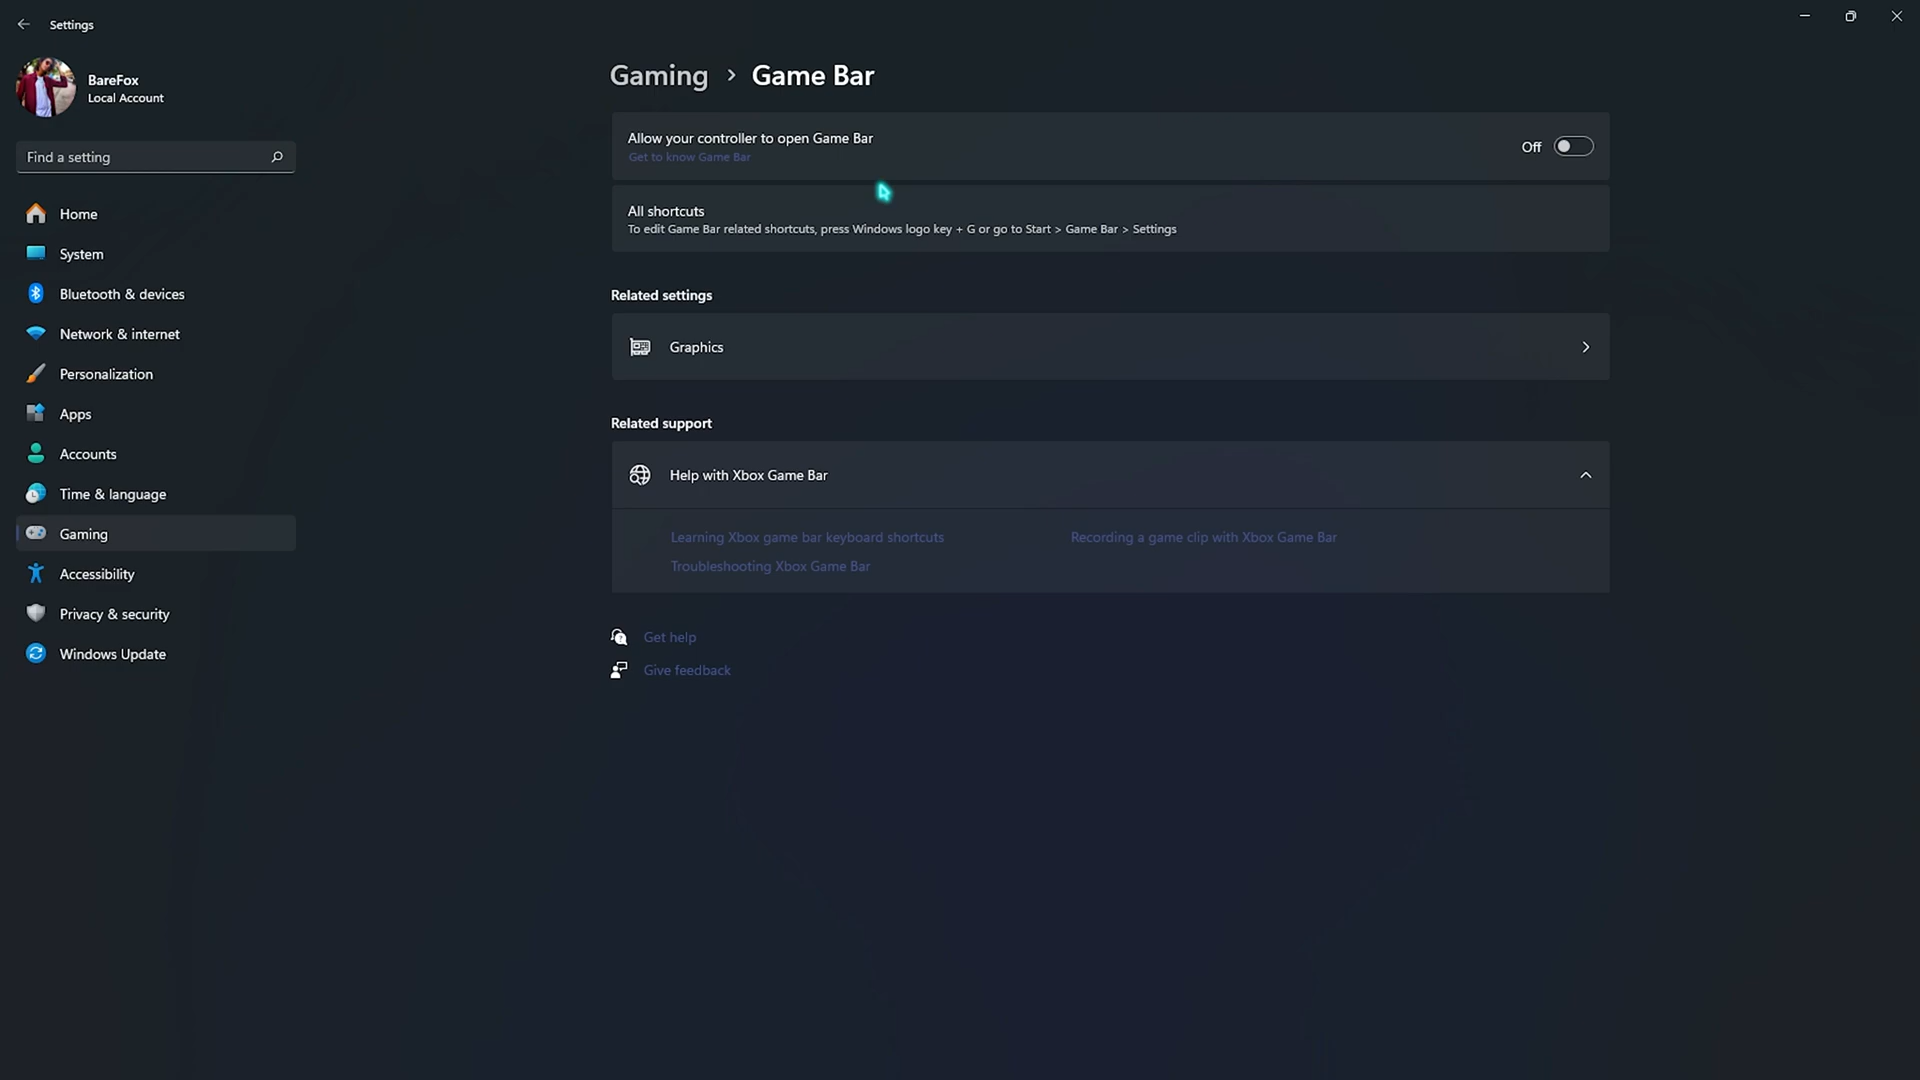 Settings
BareFox
Local Account
Find a setting
Home
System
Bluetooth & devices
Network & internet
Personalization
Apps
Accounts
Time & language
Gaming
Accessibility
Privacy & security
Windows Update
Gaming > Game Bar
Allow your controller to open Game Bar
Get to know Game Bar
Off
All shortcuts
To edit Game Bar related shortcuts, press Windows logo key + G or go to Start > Game Bar > Settings
Related settings
Graphics
Related support
Help with Xbox Game Bar
Learning Xbox game bar keyboard shortcuts
Recording a game clip with Xbox Game Bar
Troubleshooting Xbox Game Bar
Get help
Give feedback